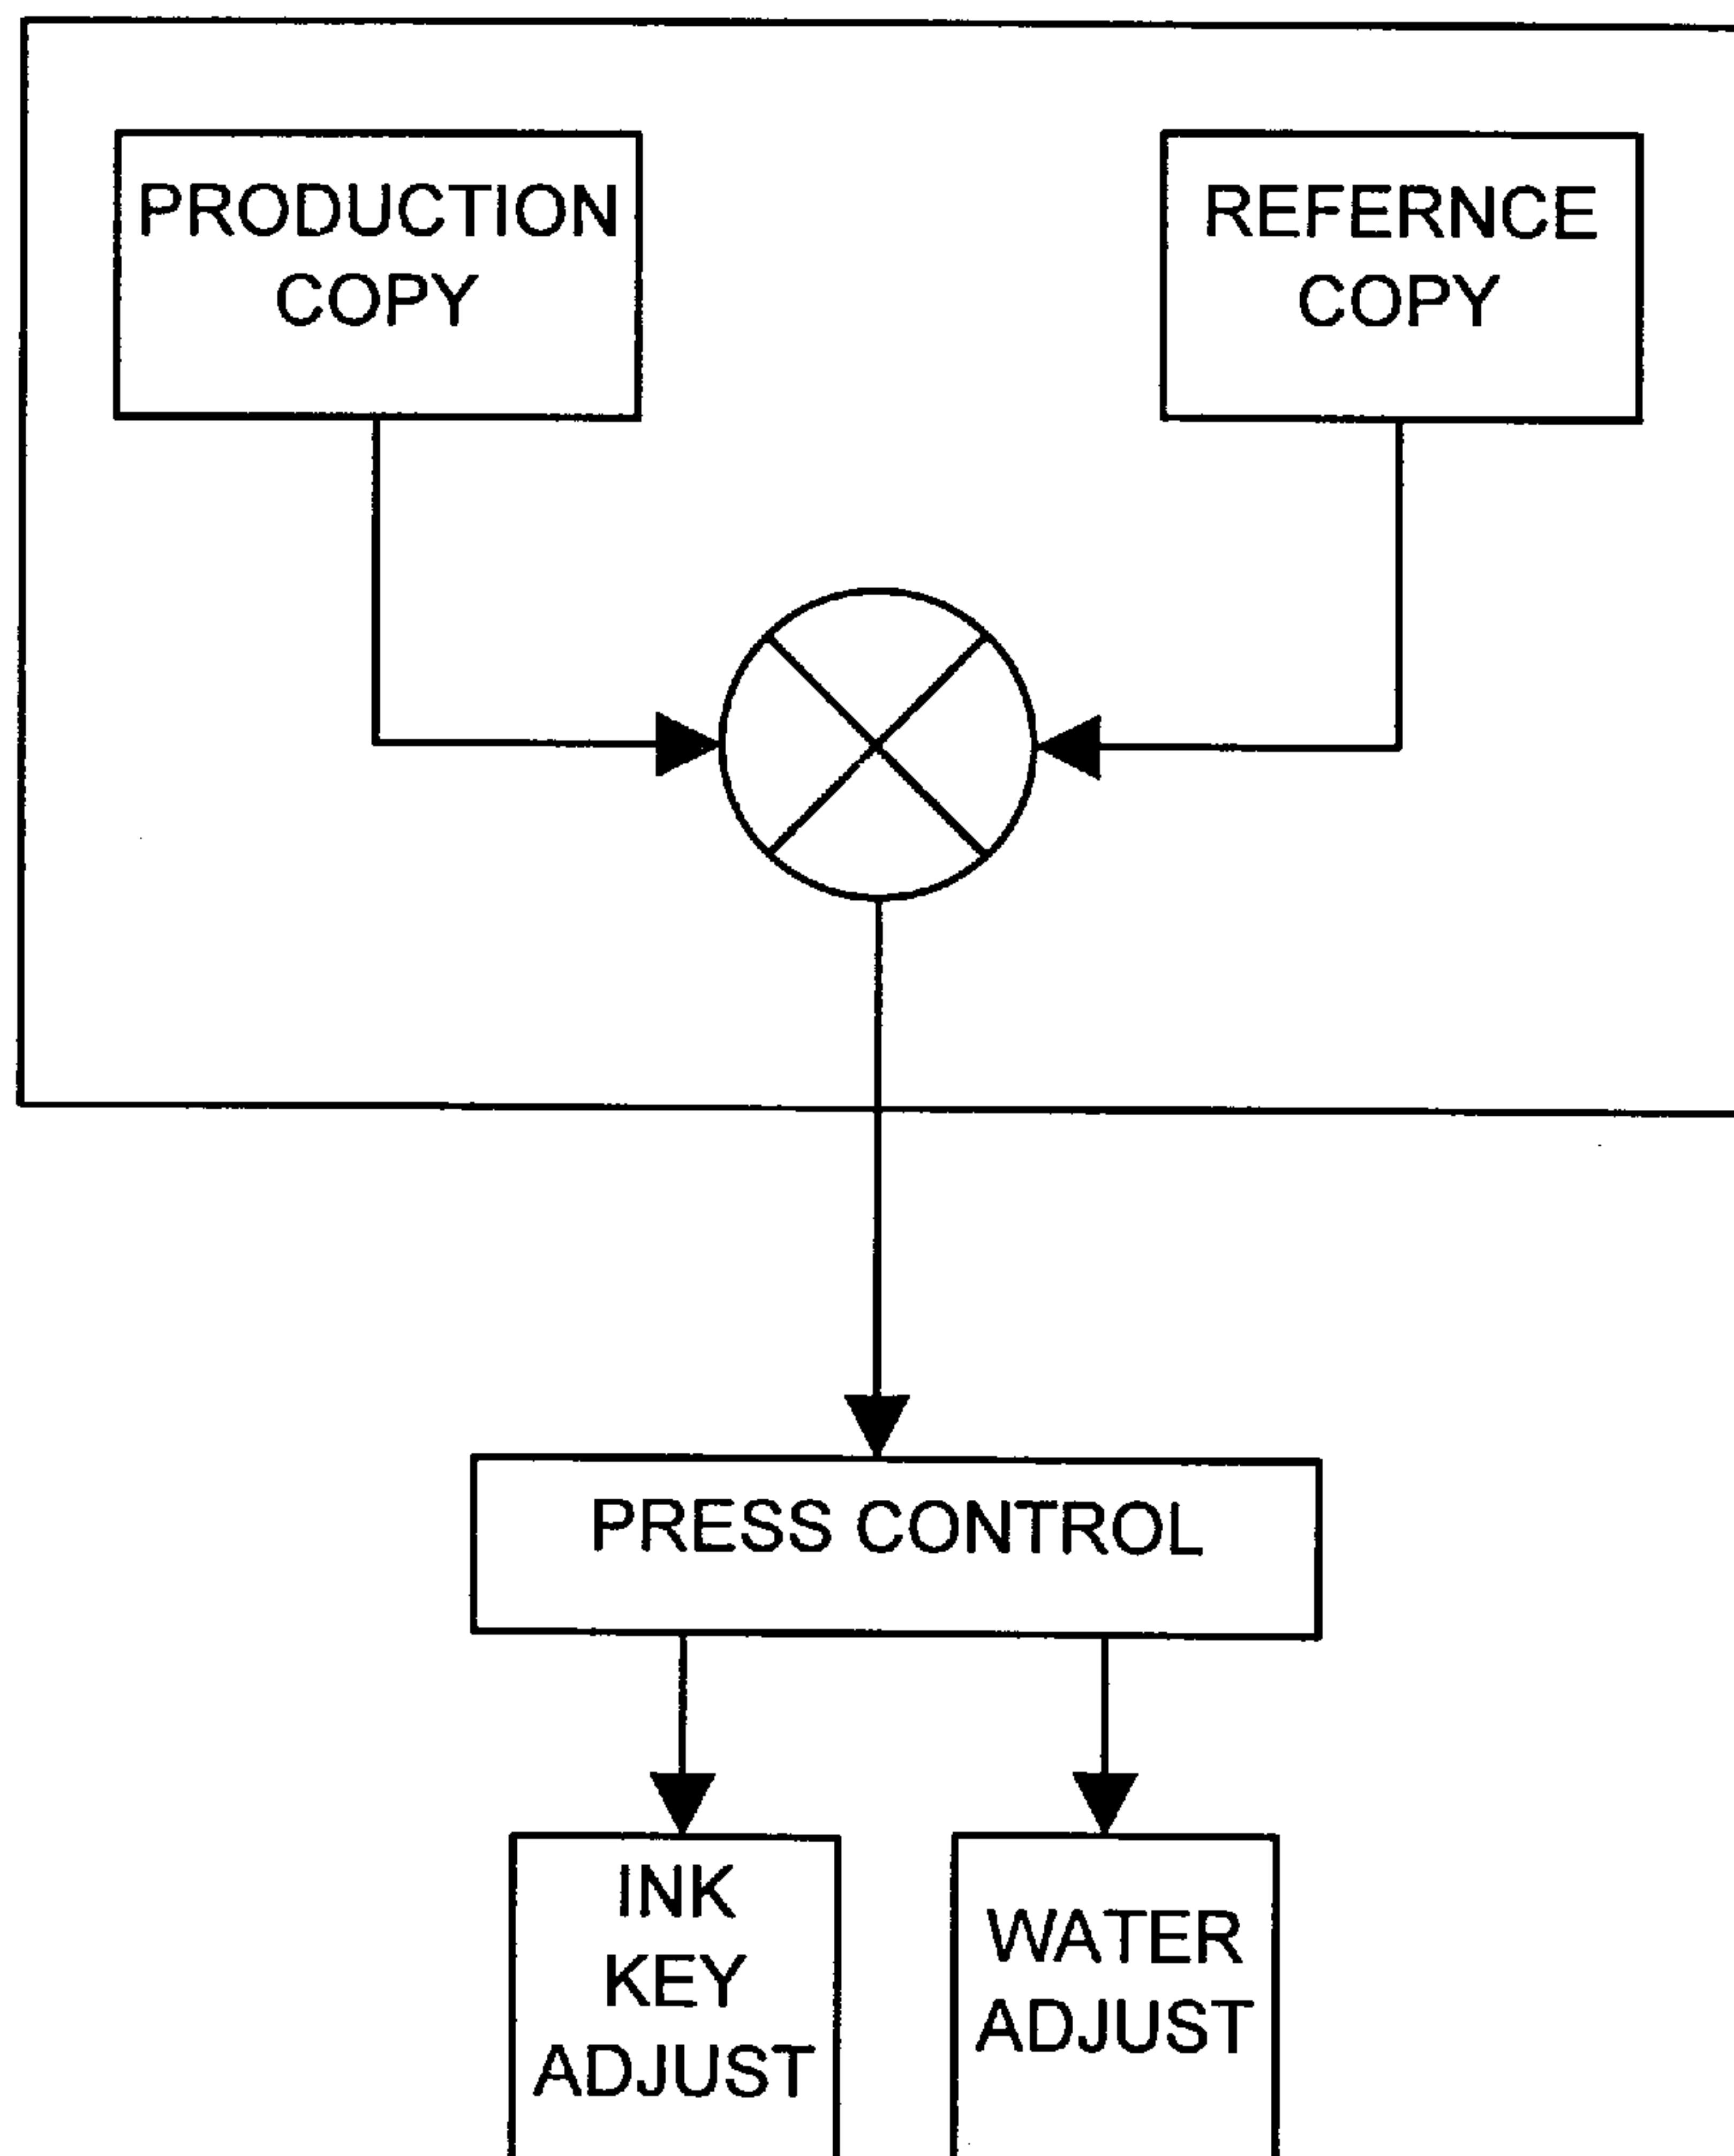 PRODUCTION
COPY
REFERNCE
COPY
PRESS CONTROL
INK
KEY
ADJUST
WATER
ADJUST